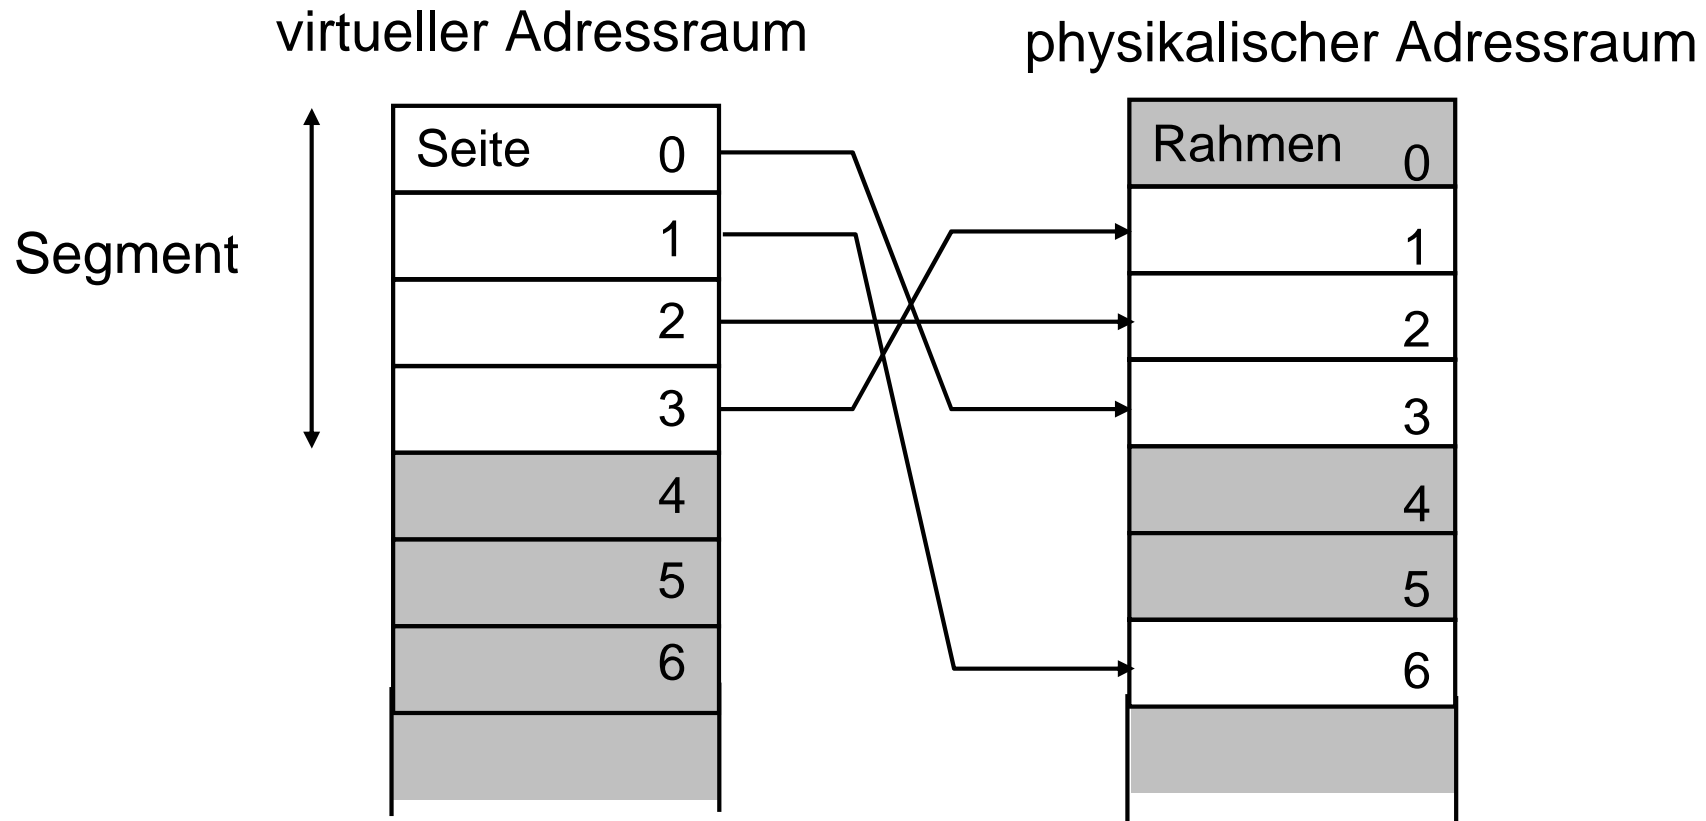 virtueller Adressraum
physikalischer Adressraum
Segment
Seite 0
1
2
3
4
5
6
Rahmen 0
1
2
3
4
5
6